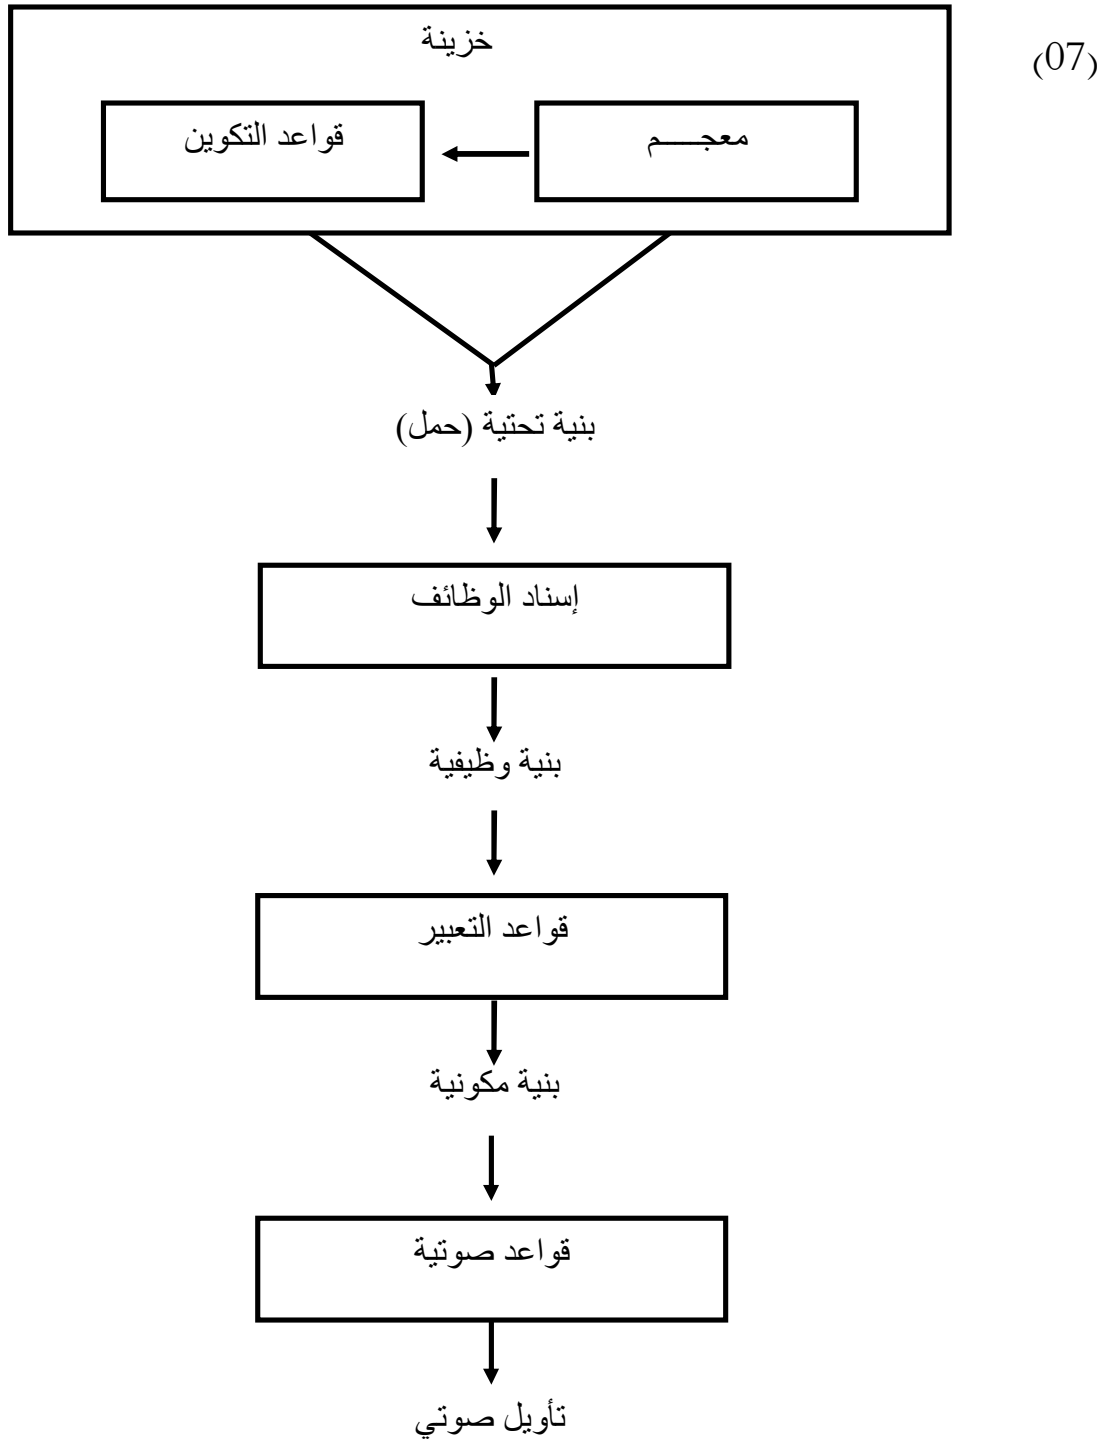 (07)
خزينة
معجــــم
قواعد التكوين
بنية تحتية (حمل)
إسناد الوظائف
بنية وظيفية
قواعد التعبير
بنية مكونية
قواعد صوتية
تأويل صوتي